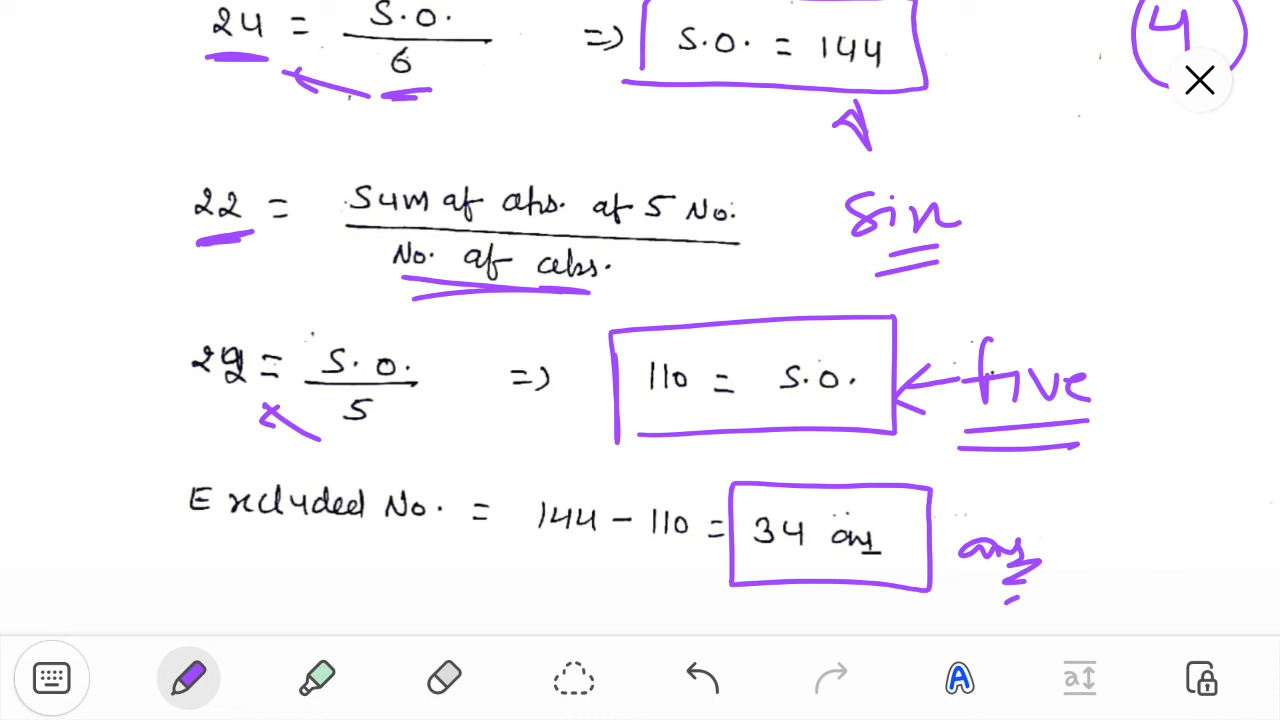 24 = S.O. / 6 => S.O. = 144
4
22 = Sum of obs. of 5 No. / No. of obs.
six
22 = S.O. / 5 => 110 = S.O.
five
Excluded No. = 144 - 110 = 34 ans
ans
A
a